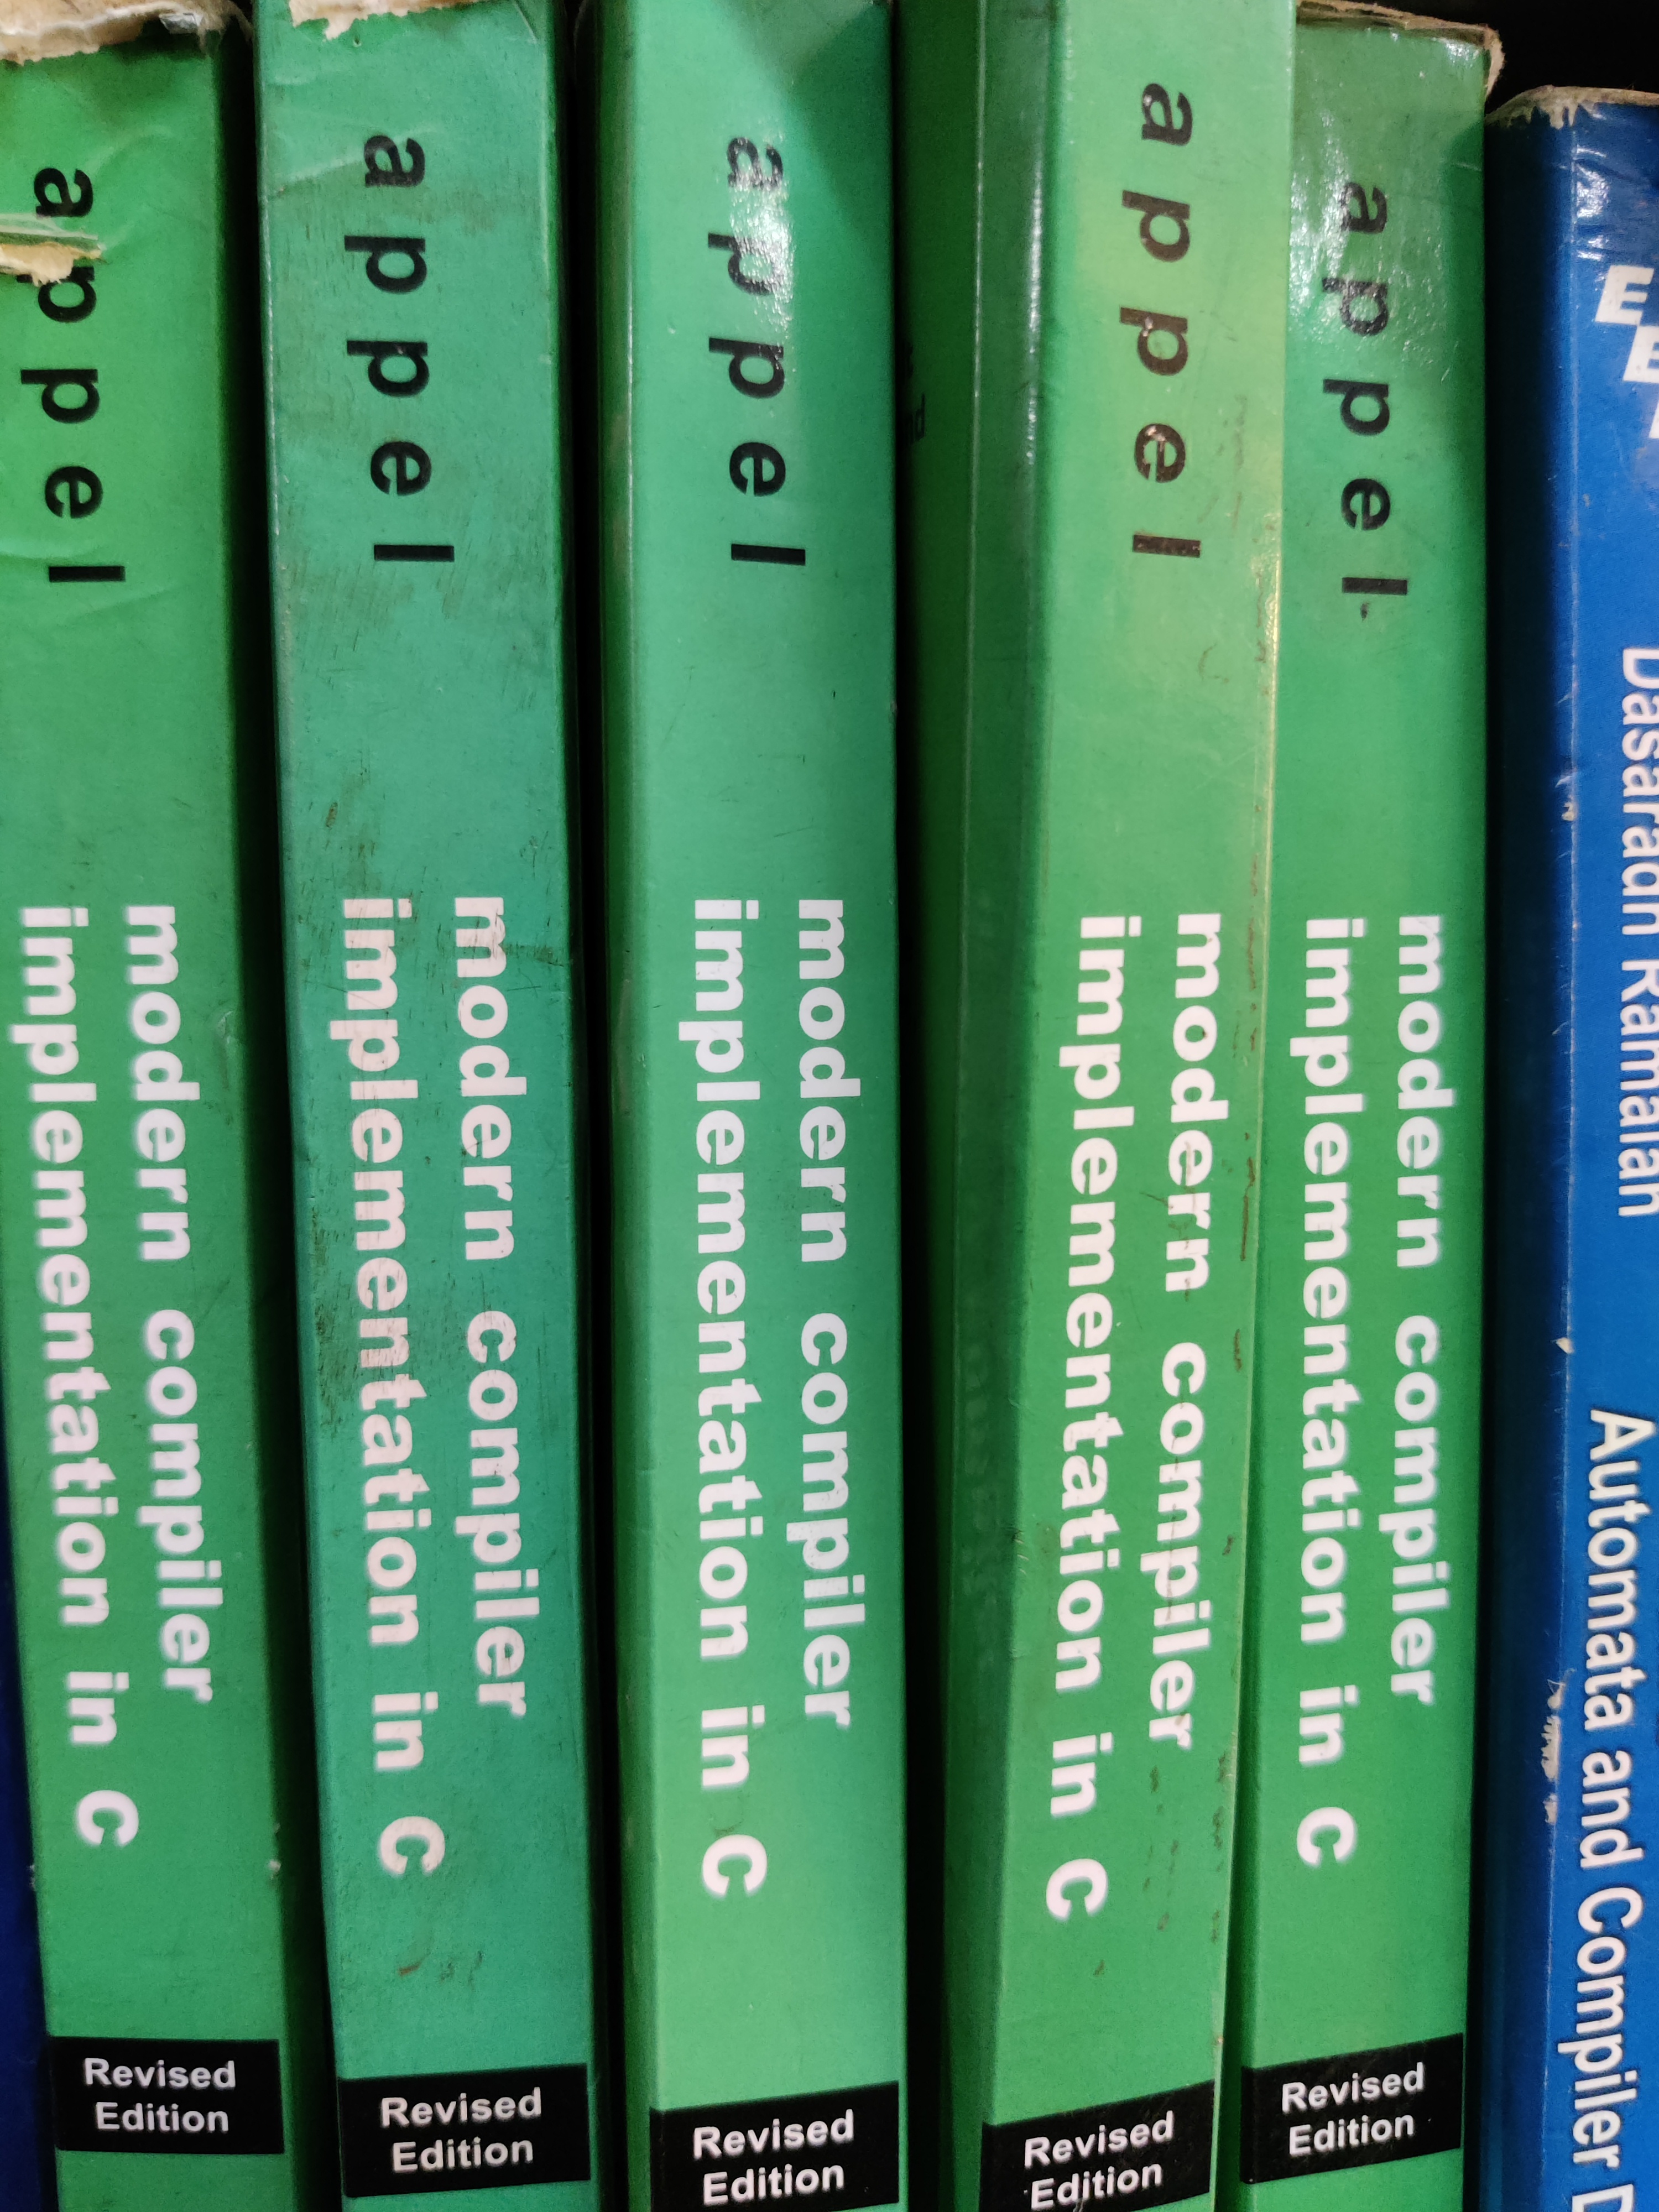 appel
modern compiler
implementation in C
Revised
Edition
appel
modern compiler
implementation in C
Revised
Edition
appel
modern compiler
implementation in C
Revised
Edition
appel
modern compiler
implementation in C
Revised
Edition
appel
modern compiler
implementation in C
Revised
Edition
Dasaradh Ramaiah
Automata and Compiler